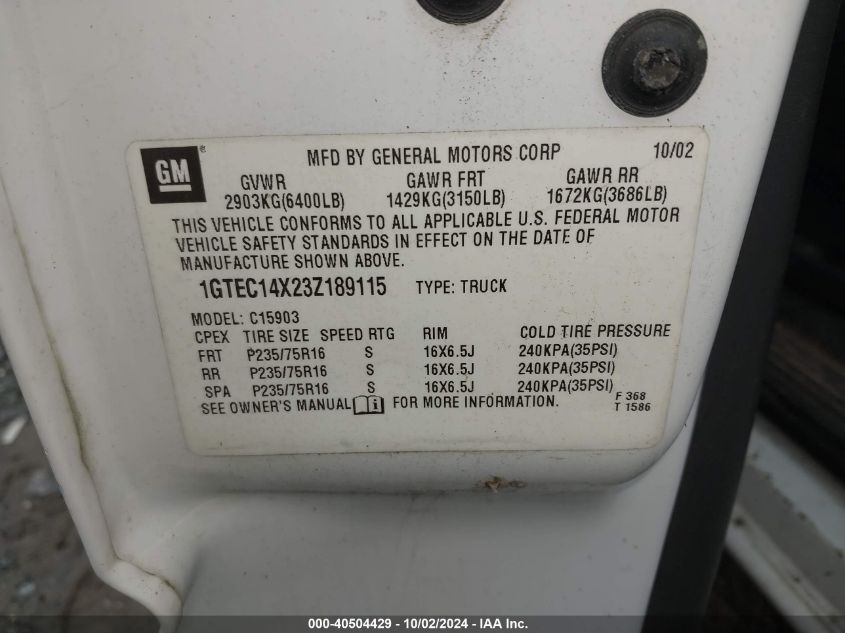 GM ® MFD BY GENERAL MOTORS CORP 10/02
GVWR GAWR FRT GAWR RR
2903KG(6400LB) 1429KG(3150LB) 1672KG(3686LB)
THIS VEHICLE CONFORMS TO ALL APPLICABLE U.S. FEDERAL MOTOR
VEHICLE SAFETY STANDARDS IN EFFECT ON THE DATE OF
MANUFACTURE SHOWN ABOVE.
1GTEC14X23Z189115 TYPE: TRUCK
MODEL: C15903
CPEX TIRE SIZE SPEED RTG RIM COLD TIRE PRESSURE
FRT P235/75R16 S 16X6.5J 240KPA(35PSI)
RR P235/75R16 S 16X6.5J 240KPA(35PSI)
SPA P235/75R16 S 16X6.5J 240KPA(35PSI)
SEE OWNER'S MANUAL i FOR MORE INFORMATION.
F 368
T 1586
000-40504429 - 10/02/2024 - IAA Inc.